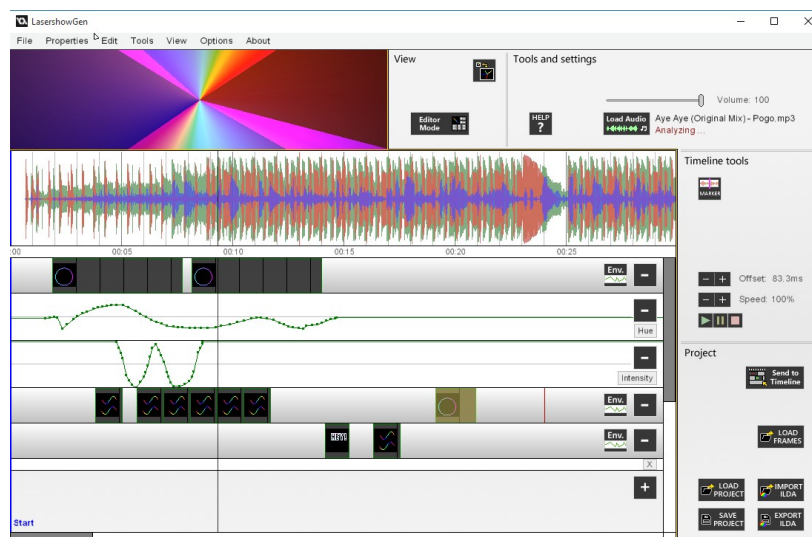 LasershowGen
File Properties Edit Tools View Options About
View
Tools and settings
Volume: 100
Editor
Mode
HELP
?
Load Audio
Aye Aye (Original Mix) - Pogo.mp3
Analyzing ...
Timeline tools
MARKER
:00 00:05 00:10 00:15 00:20 00:25
Env.
Offset: 83.3ms
Speed: 100%
Hue
Project
Intensity
Send to
Timeline
Env.
HEY!
Env.
LOAD
FRAMES
X
LOAD
PROJECT
IMPORT
ILDA
Start
SAVE
PROJECT
EXPORT
ILDA